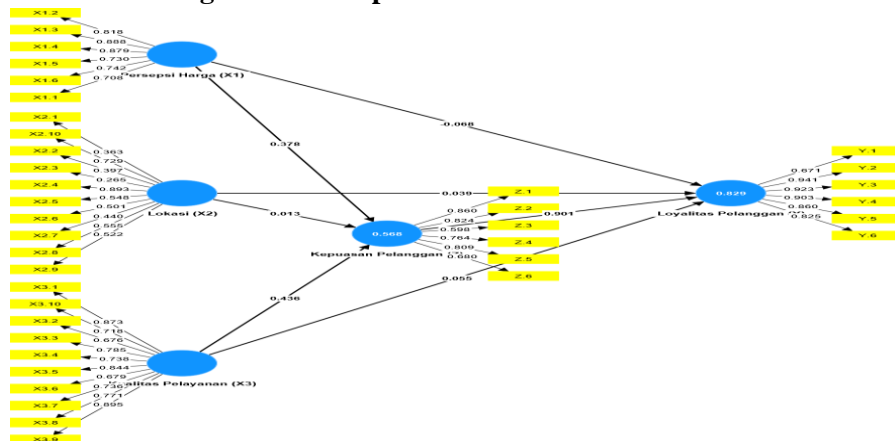 X1.2
X1.3
X1.4
X1.5
X1.6
X1.1
0.818
0.888
0.879
0.730
0.742
0.708
Persepsi Harga (X1)
X2.1
X2.10
X2.2
X2.3
X2.4
X2.5
X2.6
X2.7
X2.8
X2.9
0.363
0.729
0.397
0.265
0.893
0.548
0.501
0.440
0.555
0.522
Lokasi (X2)
X3.1
X3.10
X3.2
X3.3
X3.4
X3.5
X3.6
X3.7
X3.8
X3.9
0.873
0.718
0.676
0.785
0.738
0.844
0.679
0.736
0.771
0.895
Pelayanan (X3)
0.378
0.013
0.436
-0.068
0.039
0.901
0.055
0.568
Kepuasan Pelanggan
Z.1
Z.2
Z.3
Z.4
Z.5
Z.6
0.860
0.824
0.598
0.764
0.809
0.680
0.829
Loyalitas Pelanggan
Y.1
Y.2
Y.3
Y.4
Y.5
Y.6
0.871
0.941
0.923
0.903
0.860
0.825